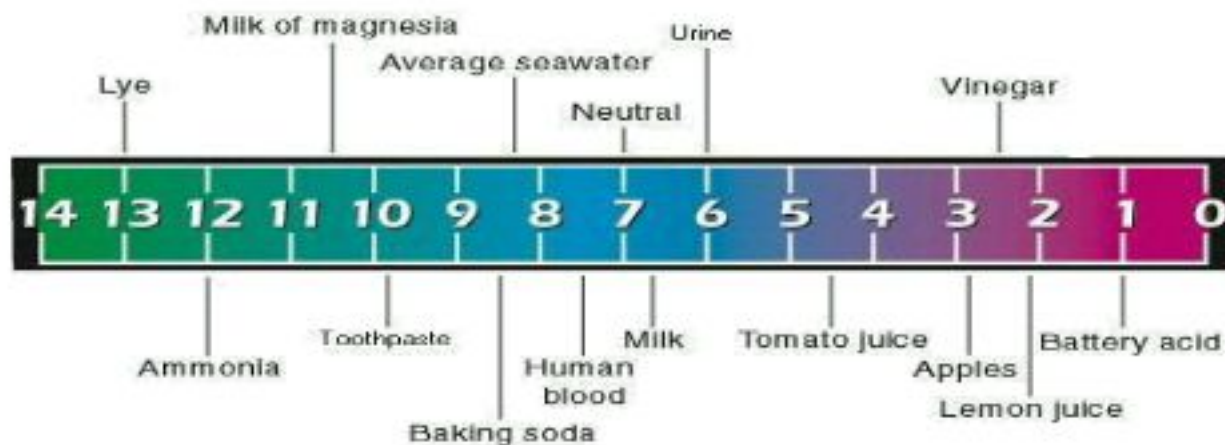 Milk of magnesia
Urine
Average seawater
Lye
Vinegar
Neutral
14 13 12 11 10 9 8 7 6 5 4 3 2 1 0
Toothpaste
Milk
Tomato juice
Battery acid
Ammonia
Human
blood
Apples
Lemon juice
Baking soda